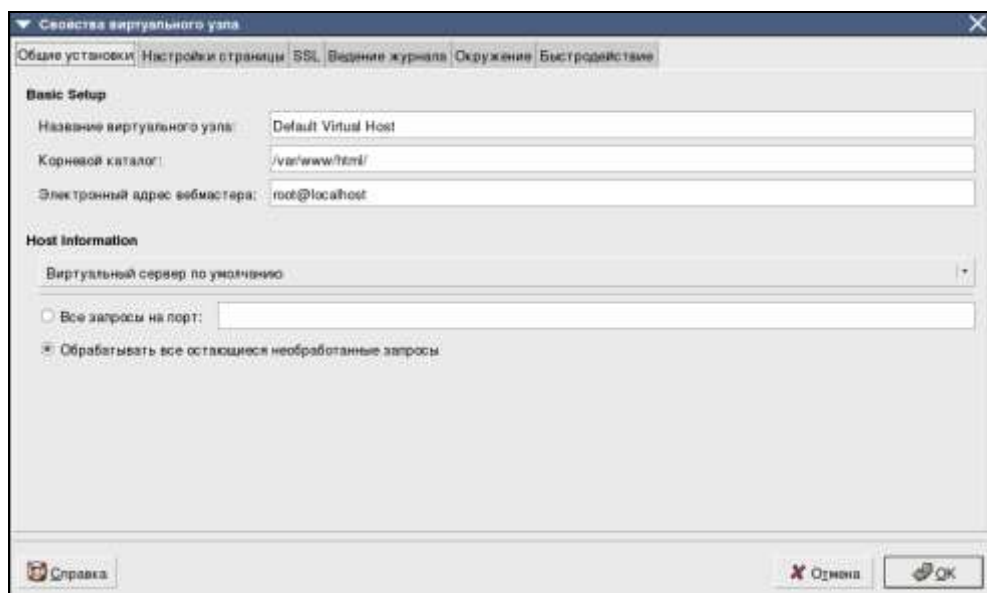 Свойства виртуального узла
Общие установки Настройки страницы SSL Ведение журнала Окружение Быстродействие
Basic Setup
Название виртуального узла: Default Virtual Host
Корневой каталог: /var/www/html/
Электронный адрес вебмастера: root@localhost
Host Information
Виртуальный сервер по умолчанию
Все запросы на порт:
Обрабатывать все остающиеся необработанные запросы
Справка Отмена OK